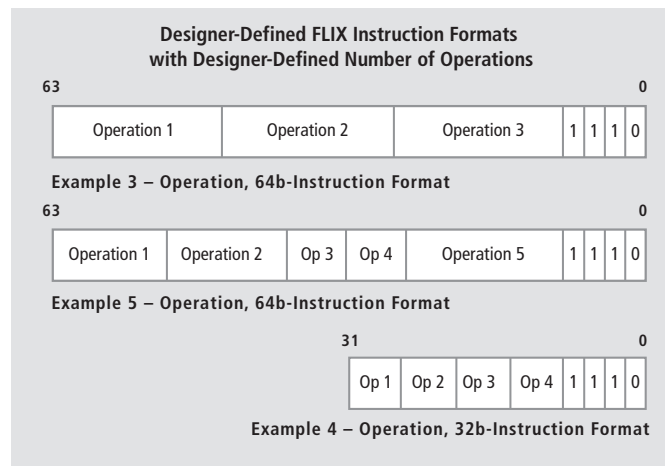 Designer-Defined FLIX Instruction Formats
with Designer-Defined Number of Operations
63 0
Operation 1 Operation 2 Operation 3 1 1 1 0
Example 3 – Operation, 64b-Instruction Format
63 0
Operation 1 Operation 2 Op 3 Op 4 Operation 5 1 1 1 0
Example 5 – Operation, 64b-Instruction Format
31 0
Op 1 Op 2 Op 3 Op 4 1 1 1 0
Example 4 – Operation, 32b-Instruction Format